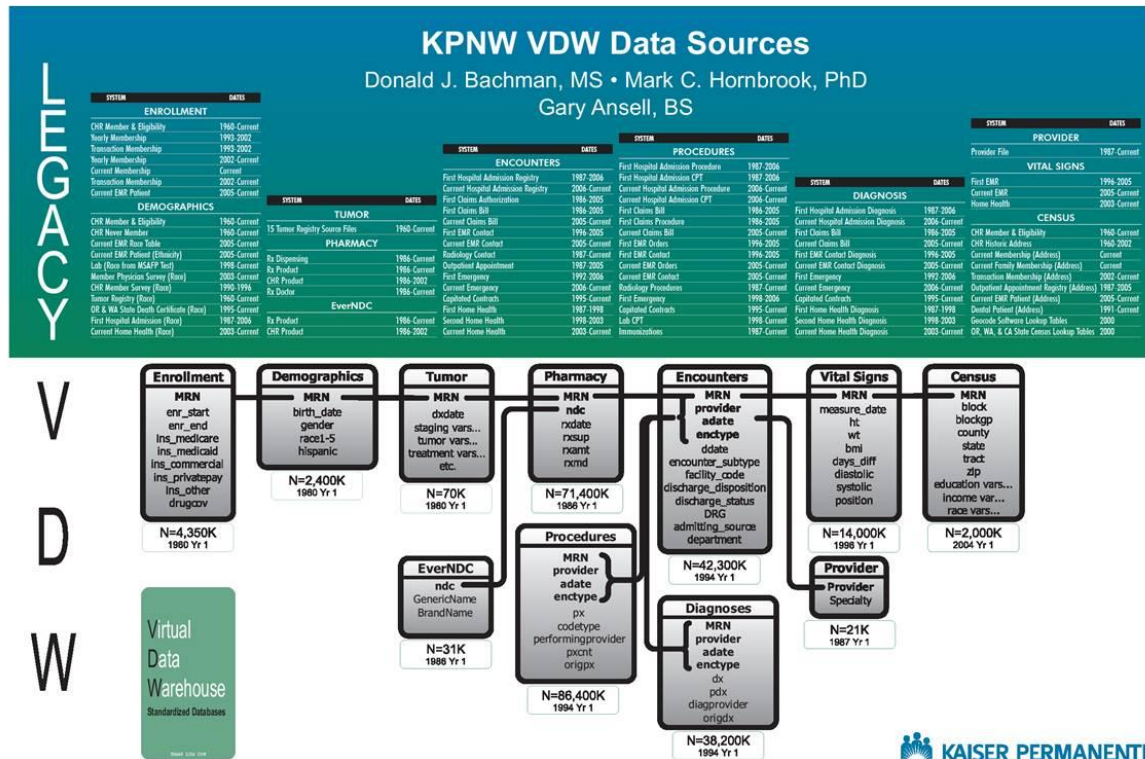 KPNW VDW Data Sources
Donald J. Bachman, MS • Mark C. Hornbrook, PhD
Gary Ansell, BS
LEGACY
SYSTEM DATES
ENROLLMENT
CHR Member & Eligibility 1960-Current
Yearly Membership 1993-2002
Transaction Membership 1993-2002
Yearly Membership 2002-Current
Current Membership Current
Transaction Membership 2002-Current
Current EMR Patient 2005-Current
DEMOGRAPHICS
CHR Member & Eligibility 1960-Current
CHR Never Member 1960-Current
Current EMR Race Table 2005-Current
Current EMR Patient (Ethnicity) 2005-Current
Lab (Race from MSAFP Test) 1998-Current
Member Physician Survey (Race) 2003-Current
CHR Member Survey (Race) 1990-1996
Tumor Registry (Race) 1960-Current
OR & WA State Death Certificate (Race) 1995-Current
First Hospital Admission (Race) 1987-2006
Current Home Health (Race) 2003-Current
SYSTEM DATES
TUMOR
15 Tumor Registry Source Files 1960-Current
PHARMACY
Rx Dispensing 1986-Current
Rx Product 1986-Current
CHR Product 1986-2002
Rx Doctor 1986-Current
EverNDC
Rx Product 1986-Current
CHR Product 1986-2002
SYSTEM DATES
ENCOUNTERS
First Hospital Admission Registry 1987-2006
Current Hospital Admission Registry 2006-Current
First Claims Authorization 1986-2005
First Claims Bill 1986-2005
Current Claims Bill 2005-Current
First EMR Contact 1996-2005
Current EMR Contact 2005-Current
Radiology Contact 1987-Current
Outpatient Appointment 1987-2005
First Emergency 1992-2006
Current Emergency 2006-Current
Capitated Contracts 1995-Current
First Home Health 1987-1998
Second Home Health 1998-2003
Current Home Health 2003-Current
SYSTEM DATES
PROCEDURES
First Hospital Admission Procedure 1987-2006
First Hospital Admission CPT 1987-2006
Current Hospital Admission Procedure 2006-Current
Current Hospital Admission CPT 2006-Current
First Claims Bill 1986-2005
First Claims Procedure 1986-2005
Current Claims Bill 2005-Current
First EMR Orders 1996-2005
First EMR Contact 1996-2005
Current EMR Orders 2005-Current
Current EMR Contact 2005-Current
Radiology Procedures 1987-Current
First Emergency 1998-2006
Capitated Contracts 1995-Current
Lab CPT 1998-Current
Immunizations 1987-Current
SYSTEM DATES
DIAGNOSIS
First Hospital Admission Diagnosis 1987-2006
Current Hospital Admission Diagnosis 2006-Current
First Claims Bill 1986-2005
Current Claims Bill 2005-Current
First EMR Contact Diagnosis 1996-2005
Current EMR Contact Diagnosis 2005-Current
First Emergency 1992-2006
Current Emergency 2006-Current
Capitated Contracts 1995-Current
First Home Health Diagnosis 1987-1998
Second Home Health Diagnosis 1998-2003
Current Home Health Diagnosis 2003-Current
SYSTEM DATES
PROVIDER
Provider File 1987-Current
VITAL SIGNS
First EMR 1996-2005
Current EMR 2005-Current
Home Health 2003-Current
CENSUS
CHR Member & Eligibility 1960-Current
CHR Historic Address 1960-2002
Current Membership (Address) Current
Current Family Membership (Address) Current
Transaction Membership (Address) 2002-Current
Outpatient Appointment Registry (Address) 1987-2005
Current EMR Patient (Address) 2005-Current
Dental Patient (Address) 1991-Current
Geocode Software Lookup Tables 2000
OR, WA, & CA State Census Lookup Tables 2000
V
D
W
Enrollment
MRN
enr_start
enr_end
ins_medicare
ins_medicaid
ins_commercial
ins_privatepay
ins_other
drugcov
N=4,350K
1960 Yr 1
Demographics
MRN
birth_date
gender
race1-5
hispanic
N=2,400K
1960 Yr 1
Tumor
MRN
dxdate
staging vars...
tumor vars...
treatment vars...
etc.
N=70K
1960 Yr 1
Pharmacy
MRN
ndc
rxdate
rxsup
rxamt
rxmd
N=71,400K
1986 Yr 1
Encounters
MRN
provider
adate
enctype
ddate
encounter_subtype
facility_code
discharge_disposition
discharge_status
DRG
admitting_source
department
N=42,300K
1994 Yr 1
Vital Signs
MRN
measure_date
ht
wt
bmi
days_diff
diastolic
systolic
position
N=14,000K
1996 Yr 1
Census
MRN
block
blockgp
county
state
tract
zip
education vars...
income var...
race vars...
N=2,000K
2004 Yr 1
EverNDC
ndc
GenericName
BrandName
N=31K
1986 Yr 1
Procedures
MRN
provider
adate
enctype
px
codetype
performingprovider
pxcnt
origpx
N=86,400K
1994 Yr 1
Diagnoses
MRN
provider
adate
enctype
dx
pdx
diagprovider
origdx
N=38,200K
1994 Yr 1
Provider
Provider
Specialty
N=21K
1987 Yr 1
Virtual
Data
Warehouse
Standardized Databases
KAISER PERMANENTE